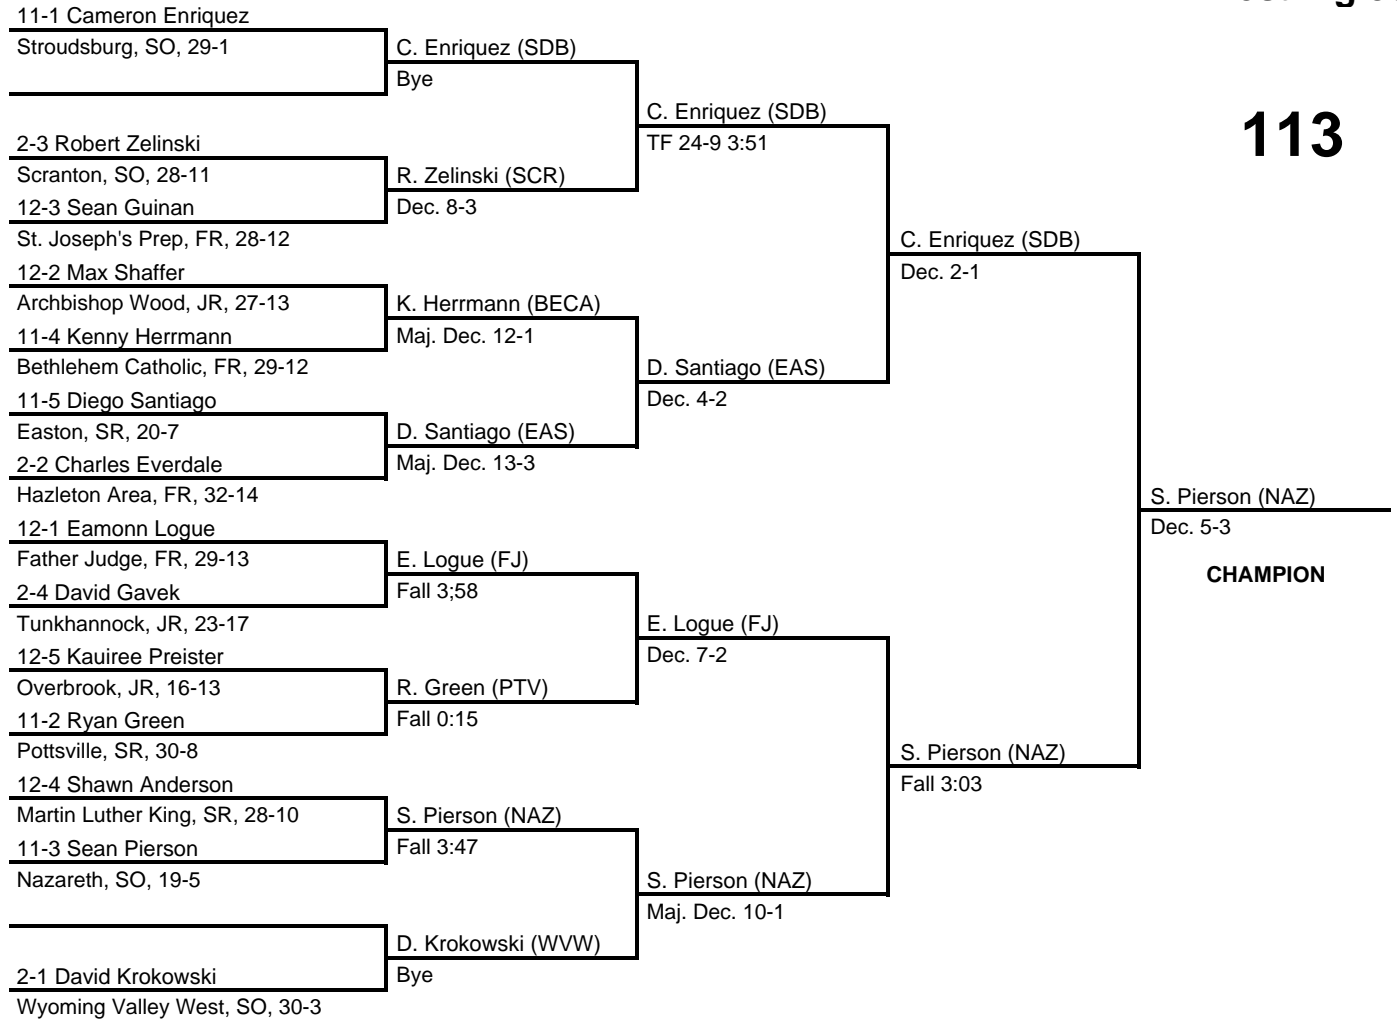 11-1 Cameron Enriquez
Stroudsburg, SO, 29-1
C. Enriquez (SDB)
Bye
C. Enriquez (SDB)
TF 24-9 3:51
113
2-3 Robert Zelinski
Scranton, SO, 28-11
R. Zelinski (SCR)
Dec. 8-3
12-3 Sean Guinan
St. Joseph's Prep, FR, 28-12
C. Enriquez (SDB)
Dec. 2-1
12-2 Max Shaffer
Archbishop Wood, JR, 27-13
K. Herrmann (BECA)
Maj. Dec. 12-1
11-4 Kenny Herrmann
Bethlehem Catholic, FR, 29-12
D. Santiago (EAS)
Dec. 4-2
11-5 Diego Santiago
Easton, SR, 20-7
D. Santiago (EAS)
Maj. Dec. 13-3
2-2 Charles Everdale
Hazleton Area, FR, 32-14
S. Pierson (NAZ)
Dec. 5-3
CHAMPION
12-1 Eamonn Logue
Father Judge, FR, 29-13
E. Logue (FJ)
Fall 3;58
2-4 David Gavek
Tunkhannock, JR, 23-17
E. Logue (FJ)
Dec. 7-2
12-5 Kauiree Preister
Overbrook, JR, 16-13
R. Green (PTV)
Fall 0:15
11-2 Ryan Green
Pottsville, SR, 30-8
S. Pierson (NAZ)
Fall 3:03
12-4 Shawn Anderson
Martin Luther King, SR, 28-10
S. Pierson (NAZ)
Fall 3:47
11-3 Sean Pierson
Nazareth, SO, 19-5
S. Pierson (NAZ)
Maj. Dec. 10-1
D. Krokowski (WVW)
Bye
2-1 David Krokowski
Wyoming Valley West, SO, 30-3